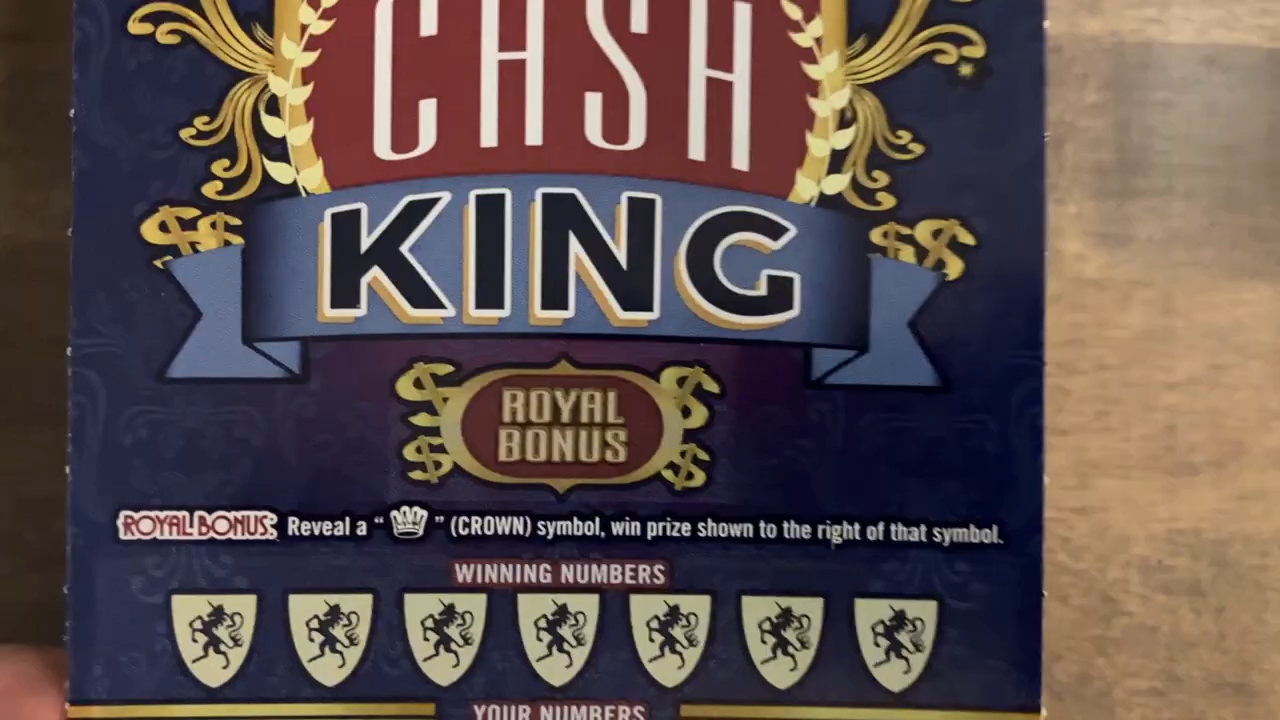 CASH
KING
ROYAL
BONUS
ROYAL BONUS: Reveal a " " (CROWN) symbol, win prize shown to the right of that symbol.
WINNING NUMBERS
YOUR NUMBERS